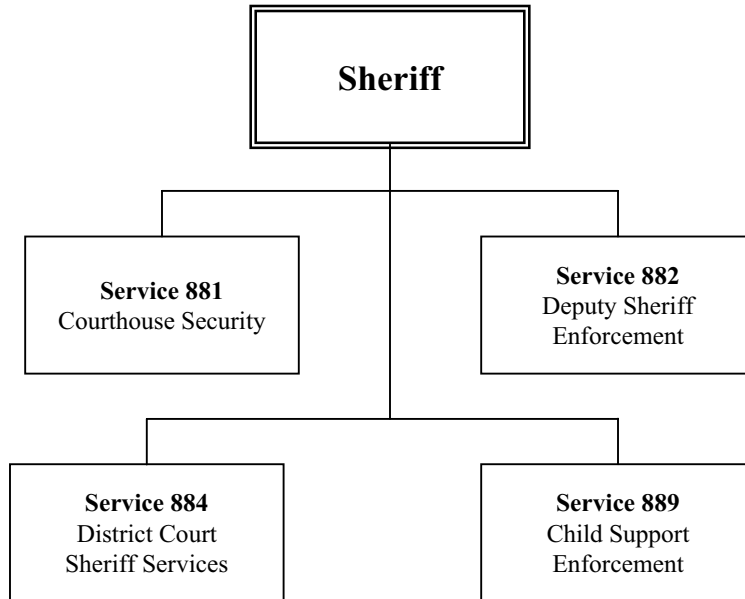 Sheriff
Service 881
Courthouse Security
Service 882
Deputy Sheriff
Enforcement
Service 884
District Court
Sheriff Services
Service 889
Child Support
Enforcement